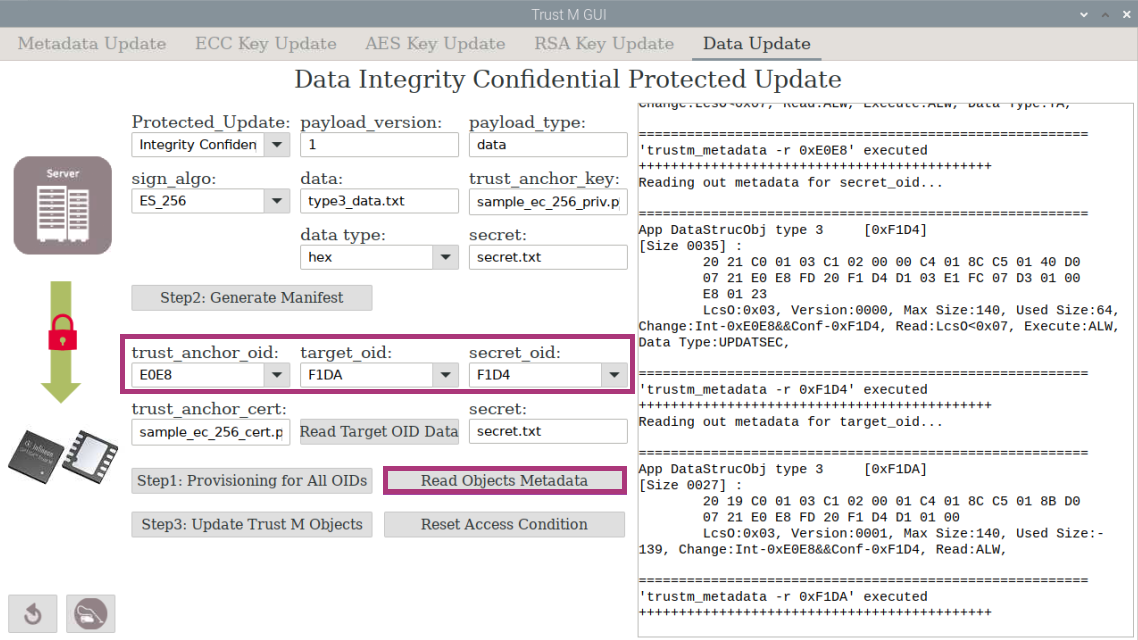 Trust M GUI
Metadata Update ECC Key Update AES Key Update RSA Key Update Data Update
Data Integrity Confidential Protected Update
Protected_Update: payload_version: payload_type:
Integrity Confiden 1 data
sign_algo: data: trust_anchor_key:
ES_256 type3_data.txt sample_ec_256_priv.p
data type: secret:
hex secret.txt
Step2: Generate Manifest
trust_anchor_oid: target_oid: secret_oid:
E0E8 F1DA F1D4
trust_anchor_cert: secret:
sample_ec_256_cert.p Read Target OID Data secret.txt
Step1: Provisioning for All OIDs Read Objects Metadata
Step3: Update Trust M Objects Reset Access Condition
Server
Change:LcsO<0x07, Read:ALW, Execute:ALW, Data Type:TA,
========================================================
'trustm_metadata -r 0xE0E8' executed
++++++++++++++++++++++++++++++++++++++++++++
Reading out metadata for secret_oid...
========================================================
App DataStrucObj type 3 [0xF1D4]
[Size 0035] :
20 21 C0 01 03 C1 02 00 00 C4 01 8C C5 01 40 D0
07 21 E0 E8 FD 20 F1 D4 D1 03 E1 FC 07 D3 01 00
E8 01 23
LcsO:0x03, Version:0000, Max Size:140, Used Size:64,
Change:Int-0xE0E8&&Conf-0xF1D4, Read:LcsO<0x07, Execute:ALW,
Data Type:UPDATSEC,
========================================================
'trustm_metadata -r 0xF1D4' executed
++++++++++++++++++++++++++++++++++++++++++++
Reading out metadata for target_oid...
========================================================
App DataStrucObj type 3 [0xF1DA]
[Size 0027] :
20 19 C0 01 03 C1 02 00 01 C4 01 8C C5 01 8B D0
07 21 E0 E8 FD 20 F1 D4 D1 01 00
LcsO:0x03, Version:0001, Max Size:140, Used Size:-
139, Change:Int-0xE0E8&&Conf-0xF1D4, Read:ALW,
========================================================
'trustm_metadata -r 0xF1DA' executed
++++++++++++++++++++++++++++++++++++++++++++